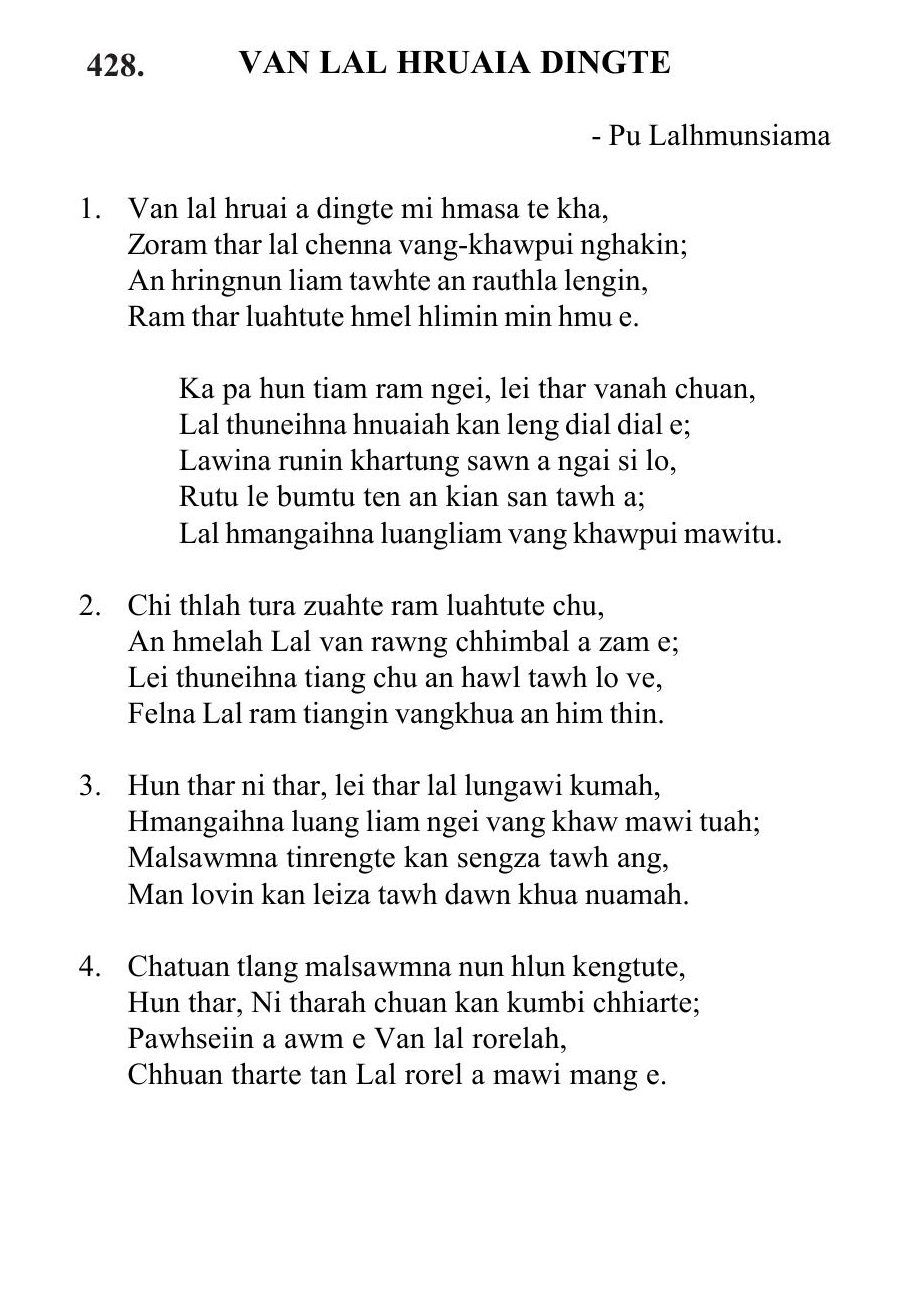 428. VAN LAL HRUAIA DINGTE
- Pu Lalhmunsiama
1. Van lal hruai a dingte mi hmasa te kha,
Zoram thar lal chenna vang-khawpui nghakin;
An hringnun liam tawhte an rauthla lengin,
Ram thar luahtute hmel hlimin min hmu e.
Ka pa hun tiam ram ngei, lei thar vanah chuan,
Lal thuneihna hnuaiah kan leng dial dial e;
Lawina runin khartung sawn a ngai si lo,
Rutu le bumtu ten an kian san tawh a;
Lal hmangaihna luangliam vang khawpui mawitu.
2. Chi thlah tura zuahte ram luahtute chu,
An hmelah Lal van rawng chhimbal a zam e;
Lei thuneihna tiang chu an hawl tawh lo ve,
Felna Lal ram tiangin vangkhua an him thin.
3. Hun thar ni thar, lei thar lal lungawi kumah,
Hmangaihna luang liam ngei vang khaw mawi tuah;
Malsawmna tinrengte kan sengza tawh ang,
Man lovin kan leiza tawh dawn khua nuamah.
4. Chatuan tlang malsawmna nun hlun kengtute,
Hun thar, Ni tharah chuan kan kumbi chhiarte;
Pawhseiin a awm e Van lal rorelah,
Chhuan tharte tan Lal rorel a mawi mang e.